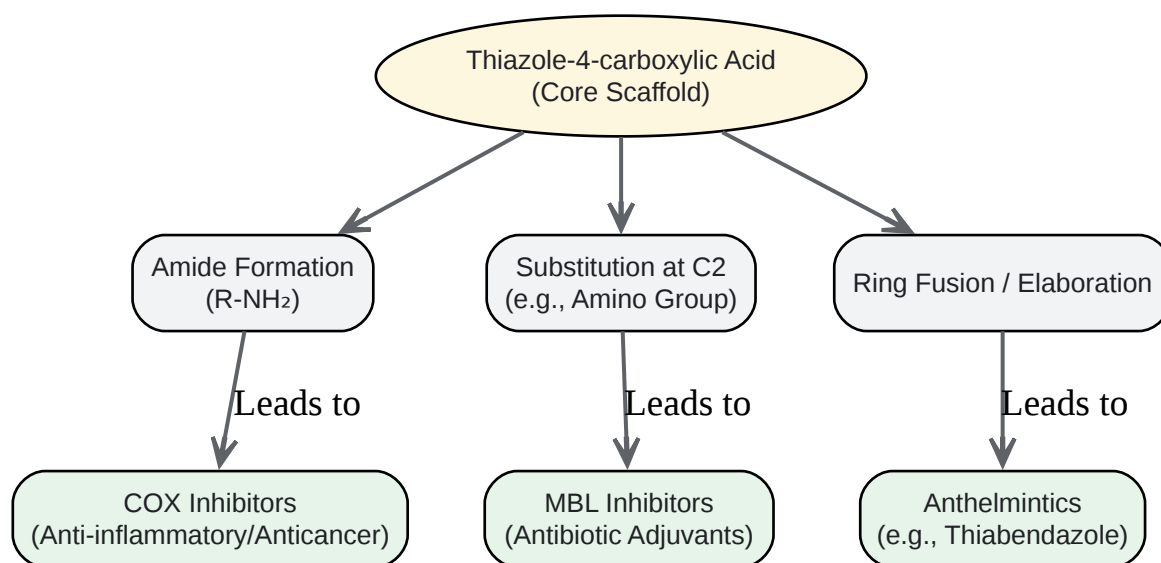 Thiazole-4-carboxylic Acid
(Core Scaffold)
Amide Formation
(R-NH₂)
Substitution at C2
(e.g., Amino Group)
Ring Fusion / Elaboration
Leads to
Leads to
Leads to
COX Inhibitors
(Anti-inflammatory/Anticancer)
MBL Inhibitors
(Antibiotic Adjuvants)
Anthelmintics
(e.g., Thiabendazole)